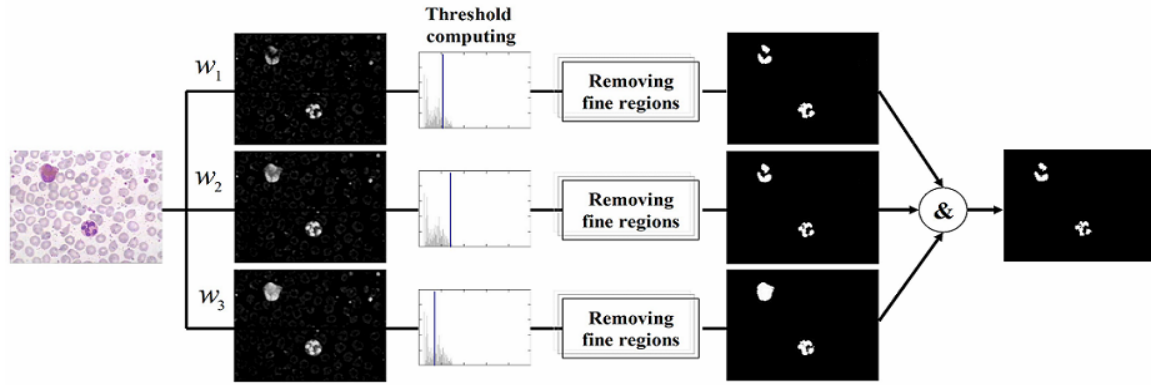 Threshold
computing
w1
Removing
fine regions
w2
Removing
fine regions
&
w3
Removing
fine regions